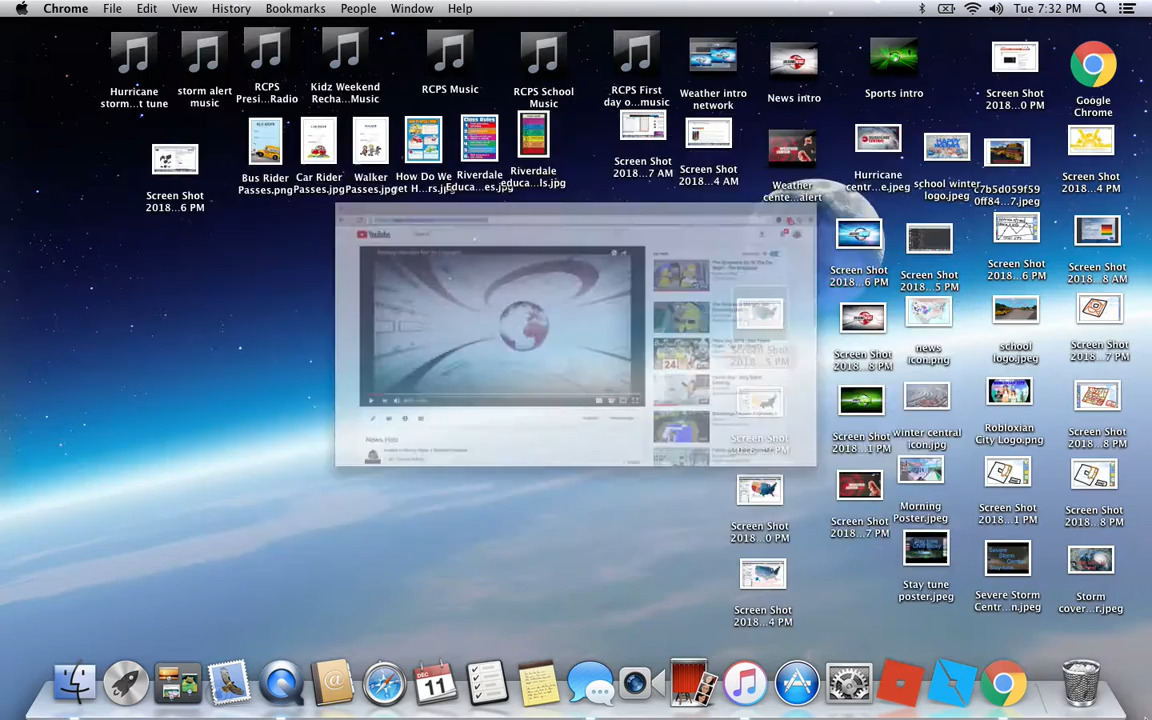 Chrome File Edit View History Bookmarks People Window Help Tue 7:32 PM
Hurricane
storm...t tune
storm alert
music
RCPS
Presi...Radio
Kidz Weekend
Recha...Music
RCPS Music
RCPS School
Music
RCPS First
day o...music
Weather intro
network
News intro
Sports intro
Screen Shot
2018...0 PM
Google
Chrome
Screen Shot
2018...6 PM
Bus Rider
Passes.png
Car Rider
Passes.jpg
Walker
Passes.jpg
How Do We
get H...rs.jpg
Riverdale
Educa...es.jpg
Riverdale
educa...ls.jpg
Screen Shot
2018...7 AM
Screen Shot
2018...4 AM
Weather
cente...alert
Hurricane
centr...e.jpeg
school winter
logo.jpeg
c7b5d059f59
0ff84...7.jpeg
Screen Shot
2018...4 PM
YouTube
Screen Shot
2018...6 PM
Screen Shot
2018...5 PM
Screen Shot
2018...6 PM
Screen Shot
2018...8 AM
Screen Shot
2018...5 PM
Screen Shot
2018...8 PM
news
icon.png
school
logo.jpeg
Screen Shot
2018...7 PM
Screen Shot
Screen Shot
2018...1 PM
winter central
icon.jpg
Robloxian
City Logo.png
Screen Shot
2018...8 PM
Screen Shot
2018...0 PM
Screen Shot
2018...7 PM
Morning
Poster.jpeg
Screen Shot
2018...1 PM
Screen Shot
2018...8 PM
Screen Shot
2018...4 PM
Stay tune
poster.jpeg
Severe Storm
Centr...n.jpeg
Storm
cover...r.jpeg
DEC
11